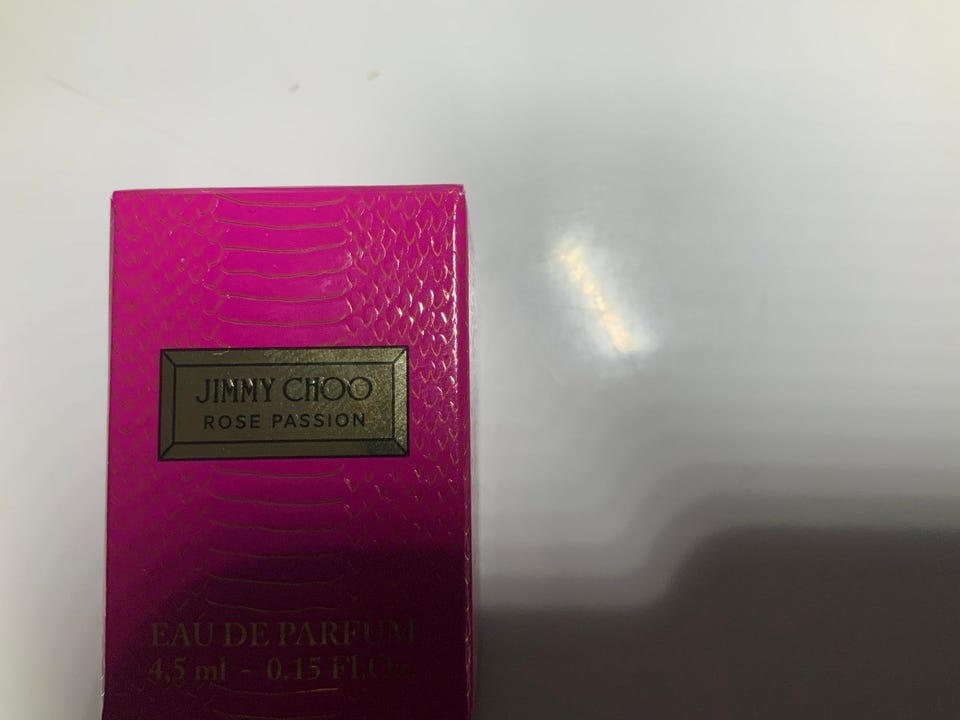 JIMMY CHOO
ROSE PASSION
EAU DE PARFUM
4,5 ml - 0.15 Fl.Oz.